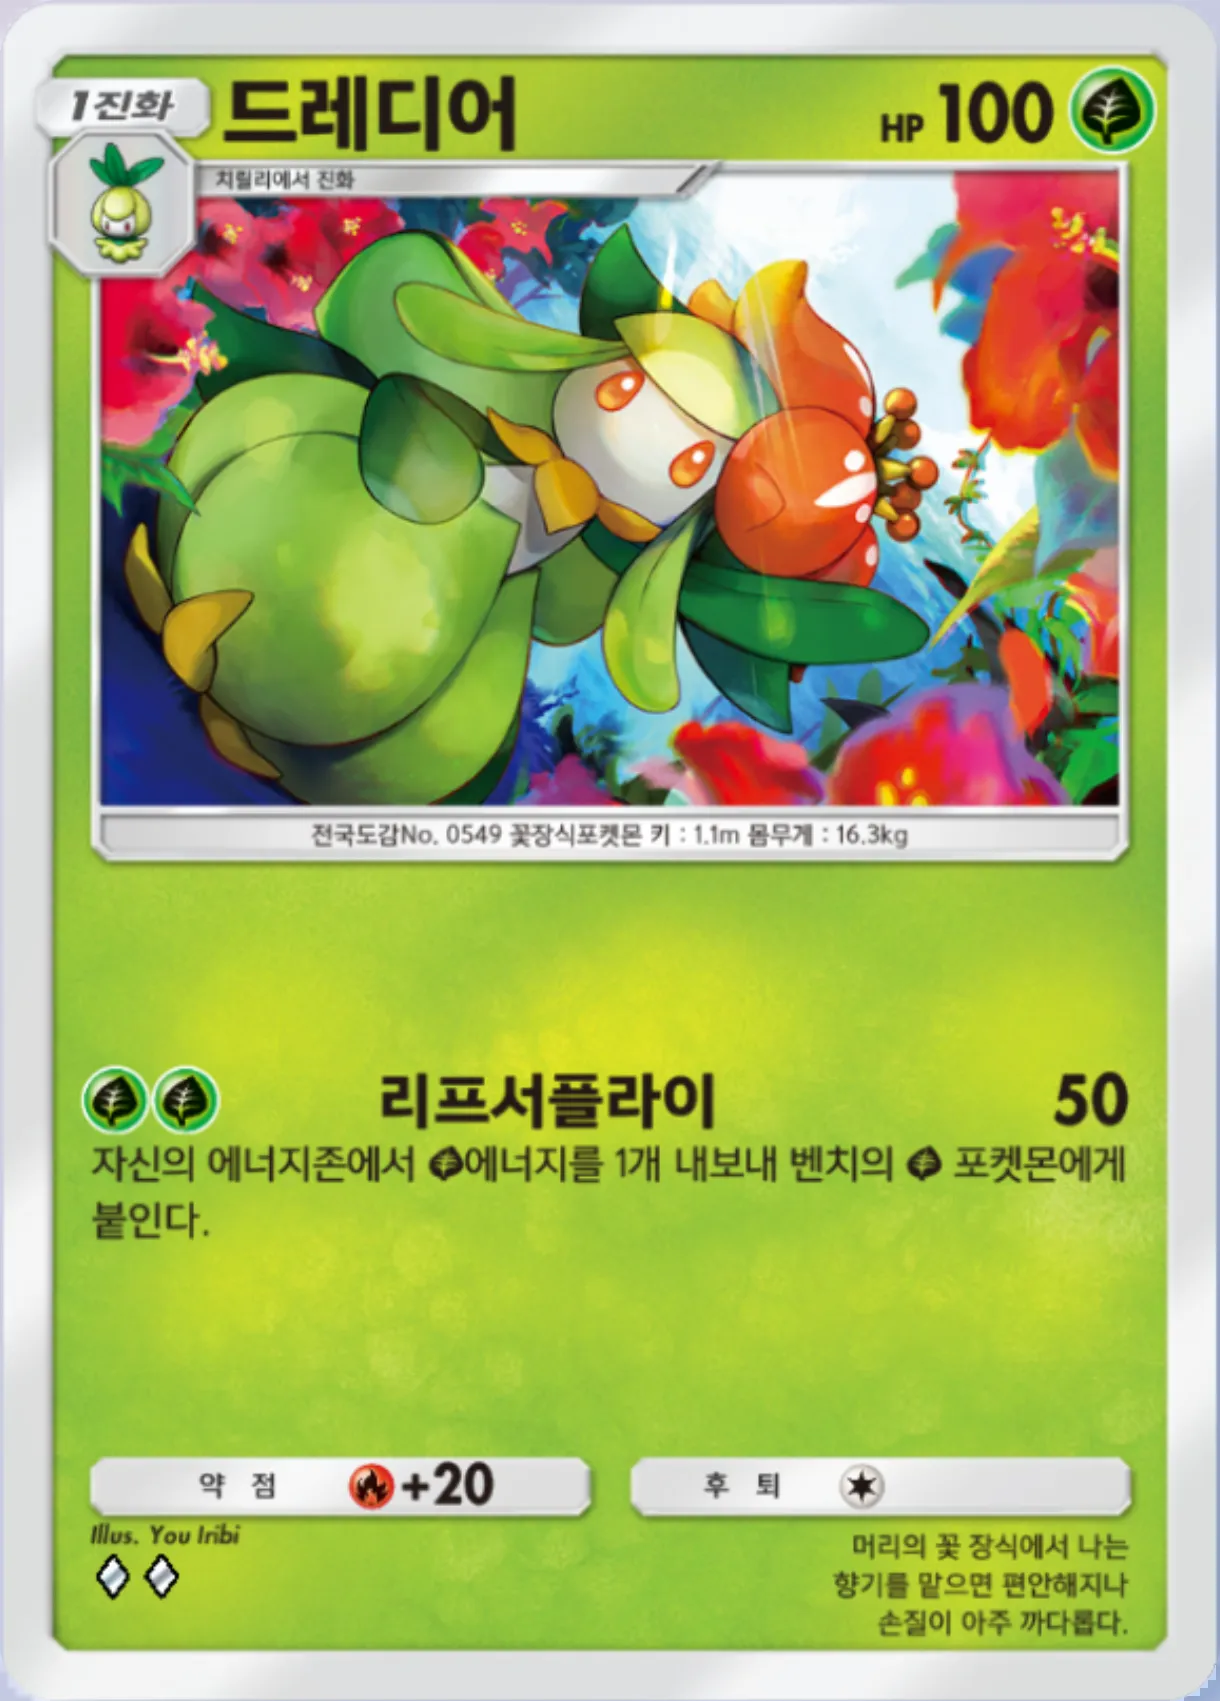 1진화
드레디어
HP 100
치릴리에서 진화
전국도감No. 0549 꽃장식포켓몬 키 : 1.1m 몸무게 : 16.3kg
리프서플라이 50
자신의 에너지존에서 에너지를 1개 내보내 벤치의 포켓몬에게
붙인다.
약점 +20
후퇴
Illus. You Iribi
머리의 꽃 장식에서 나는
향기를 맡으면 편안해지나
손질이 아주 까다롭다.